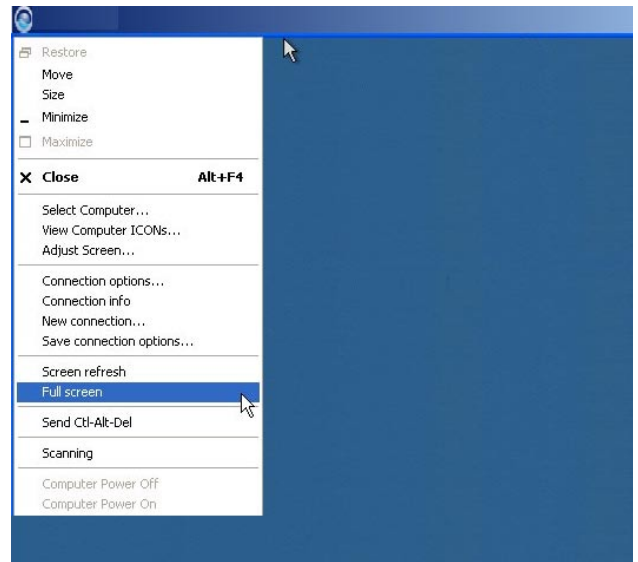 Restore
Move
Size
Minimize
Maximize
Close Alt+F4
Select Computer...
View Computer ICONs...
Adjust Screen...
Connection options...
Connection info
New connection...
Save connection options...
Screen refresh
Full screen
Send Ctl-Alt-Del
Scanning
Computer Power Off
Computer Power On